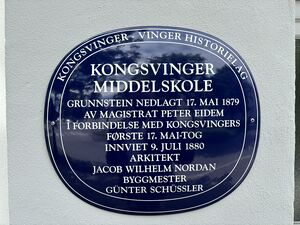 KONGSVINGER - VINGER HISTORIELAG
KONGSVINGER
MIDDELSKOLE
GRUNNSTEIN NEDLAGT 17. MAI 1879
AV MAGISTRAT PETER EIDEM
I FORBINDELSE MED KONGSVINGERS
FØRSTE 17.MAI-TOG
INNVIET 9. JULI 1880
ARKITEKT
JACOB WILHELM NORDAN
BYGGMESTER
GÜNTER SCHÜSSLER